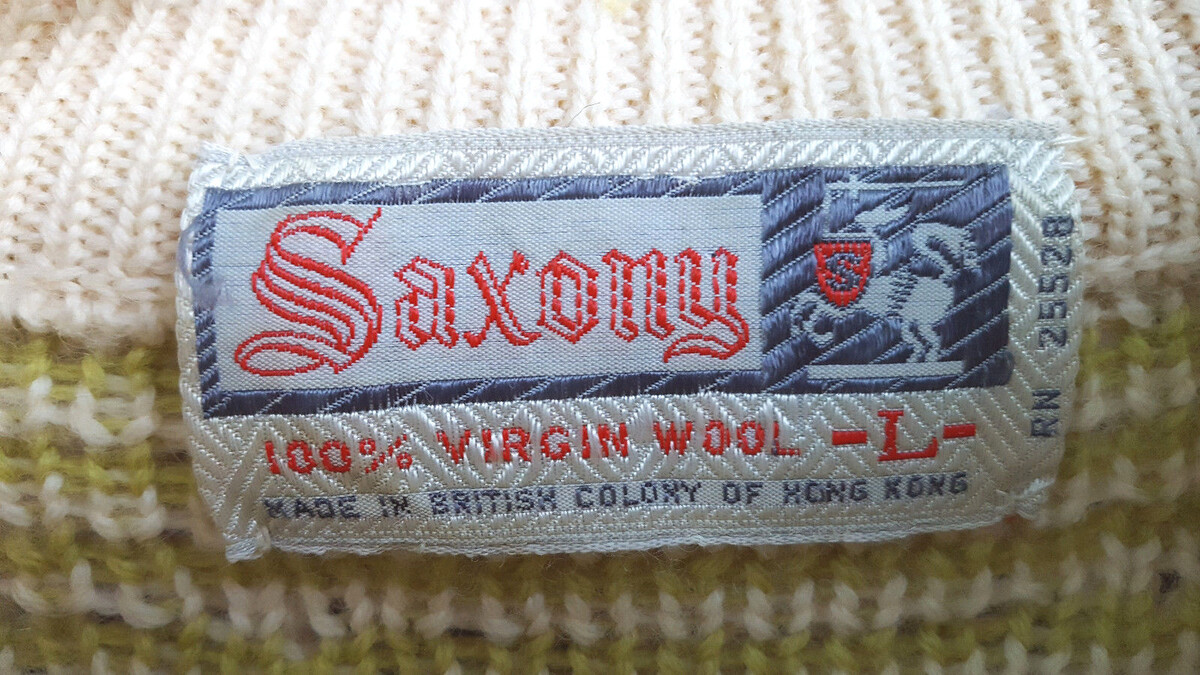 Saxony
S
100% VIRGIN WOOL -L-
MADE IN BRITISH COLONY OF HONG KONG
RN 25528